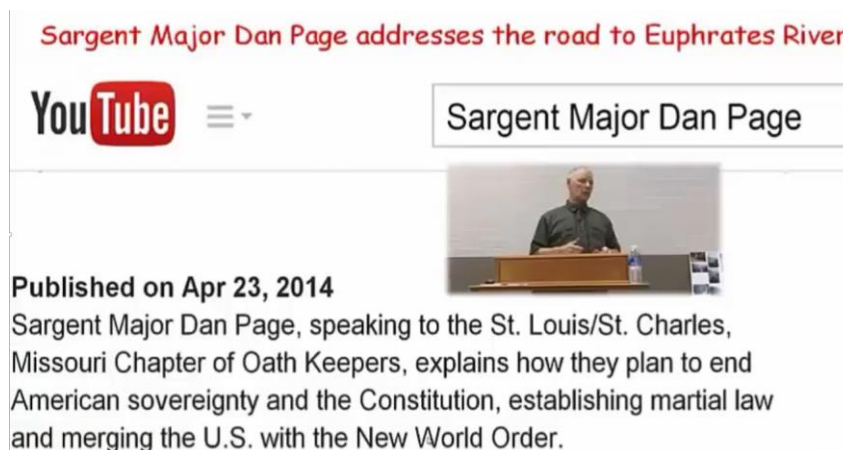 Sargent Major Dan Page addresses the road to Euphrates River
YouTube
Sargent Major Dan Page
Published on Apr 23, 2014
Sargent Major Dan Page, speaking to the St. Louis/St. Charles,
Missouri Chapter of Oath Keepers, explains how they plan to end
American sovereignty and the Constitution, establishing martial law
and merging the U.S. with the New World Order.